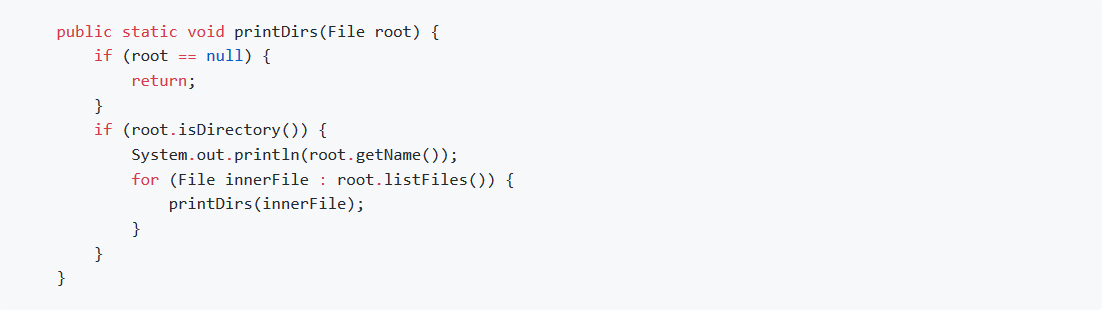 public static void printDirs(File root) {
    if (root == null) {
        return;
    }
    if (root.isDirectory()) {
        System.out.println(root.getName());
        for (File innerFile : root.listFiles()) {
            printDirs(innerFile);
        }
    }
}